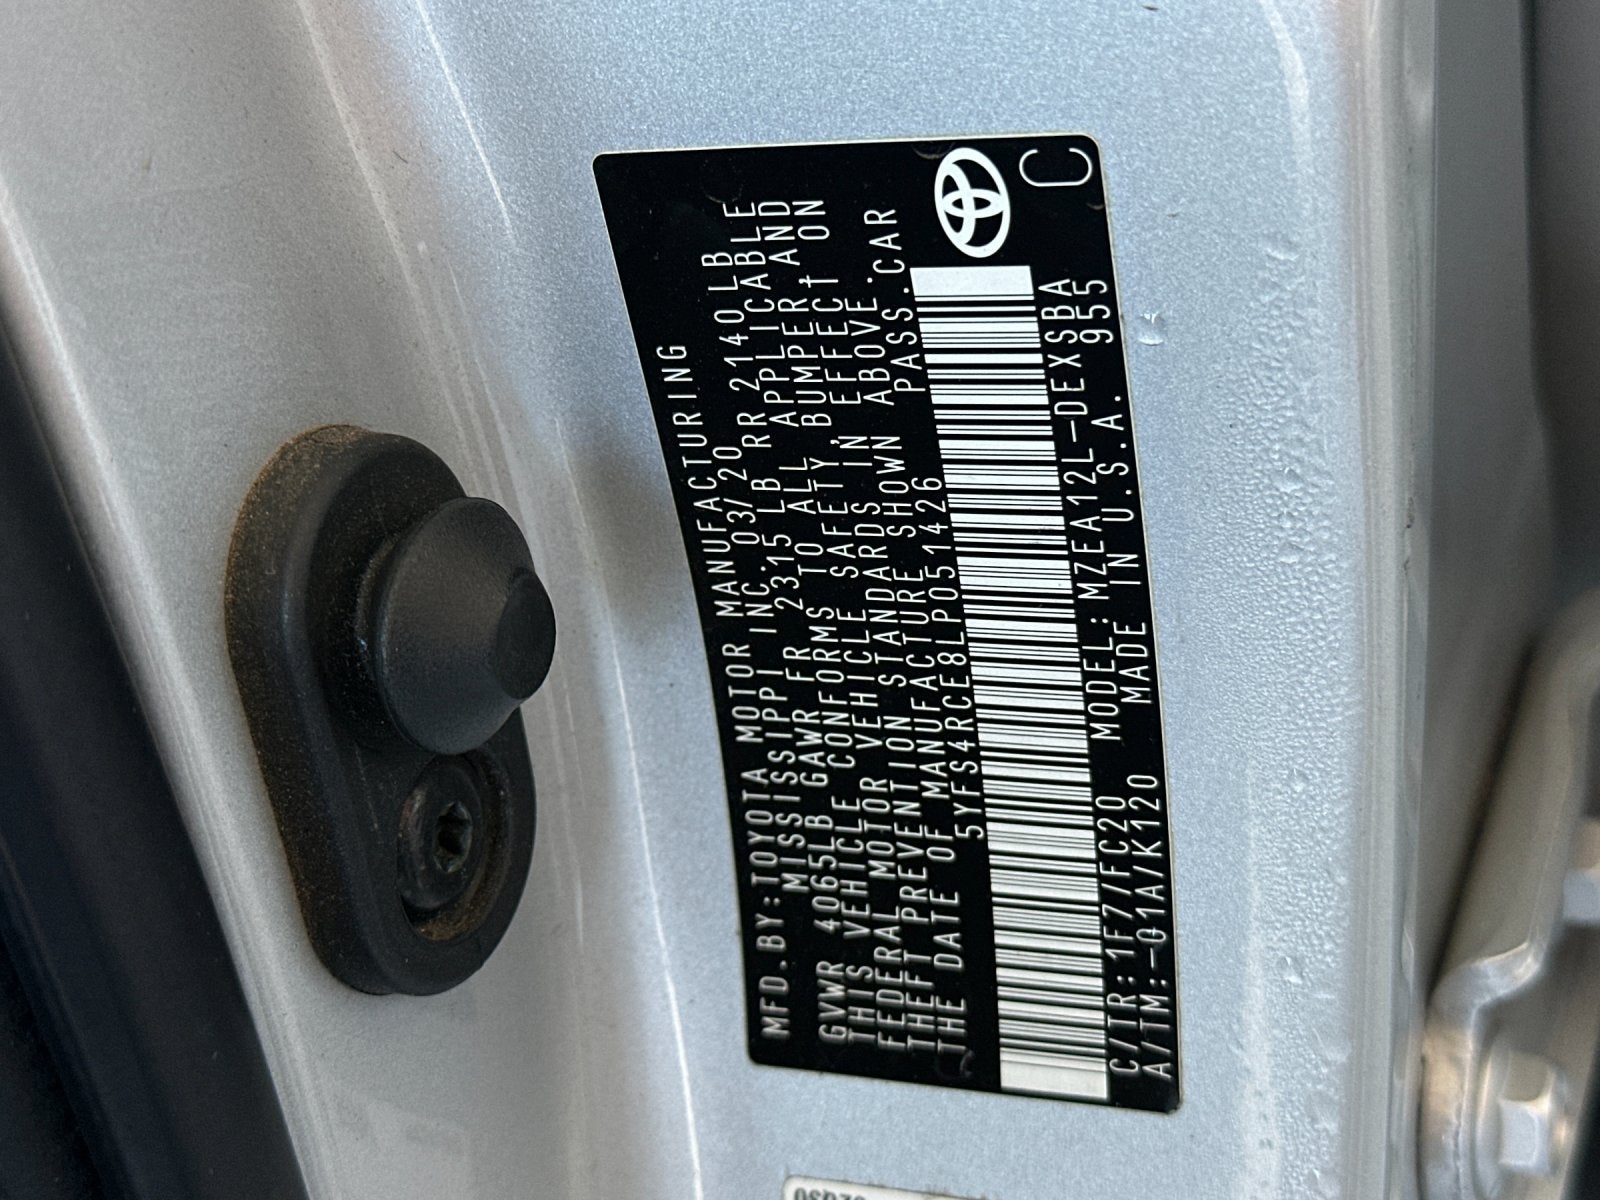 MFD.BY:TOYOTA MOTOR MANUFACTURING
MISSISSIPPI INC. 03/20
GVWR 4065LB GAWR FR 2315 LB RR 2140LB
THIS VEHICLE CONFORMS TO ALL APPLICABLE
FEDERAL MOTOR VEHICLE SAFETY, BUMPER, AND
THEFT PREVENTION STANDARDS IN EFFECT ON
THE DATE OF MANUFACTURE SHOWN ABOVE.
5YFS4RCE8LP051426 PASS.CAR
C
C/TR:1F7/FC20 MODEL:MZEA12L-DEXSBA
A/TM:-01A/K120 MADE IN U.S.A. 955